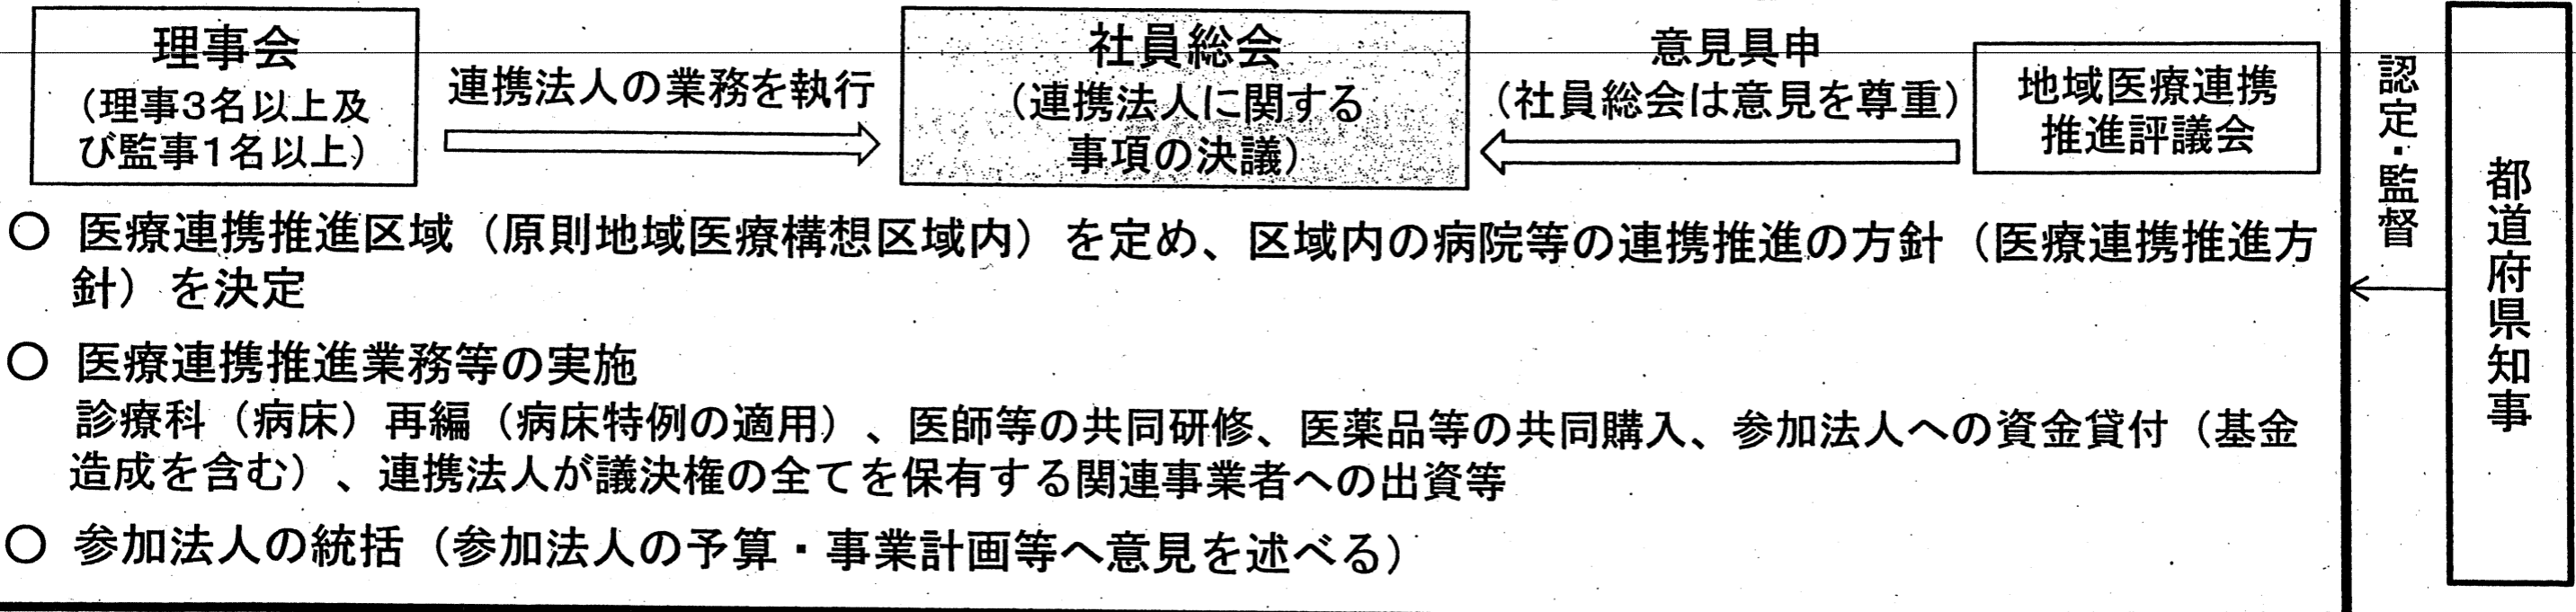 理事会
（理事3名以上及
び監事1名以上）
連携法人の業務を執行
社員総会
（連携法人に関する
事項の決議）
意見具申
（社員総会は意見を尊重）
地域医療連携
推進評議会
認定・監督
都道府県知事
○ 医療連携推進区域（原則地域医療構想区域内）を定め、区域内の病院等の連携推進の方針（医療連携推進方
針）を決定
○ 医療連携推進業務等の実施
診療科（病床）再編（病床特例の適用）、医師等の共同研修、医薬品等の共同購入、参加法人への資金貸付（基金
造成を含む）、連携法人が議決権の全てを保有する関連事業者への出資等
○ 参加法人の統括（参加法人の予算・事業計画等へ意見を述べる）